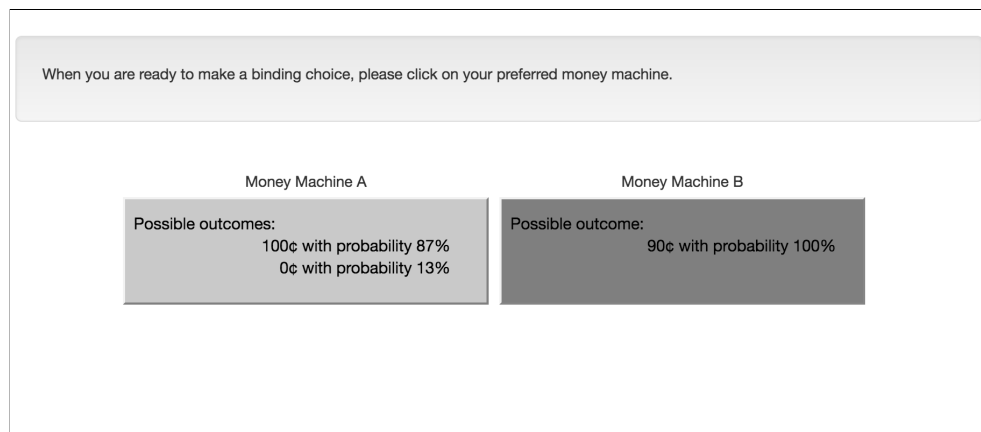 When you are ready to make a binding choice, please click on your preferred money machine.
Money Machine A
Possible outcomes:
100¢ with probability 87%
0¢ with probability 13%
Money Machine B
Possible outcome:
90¢ with probability 100%